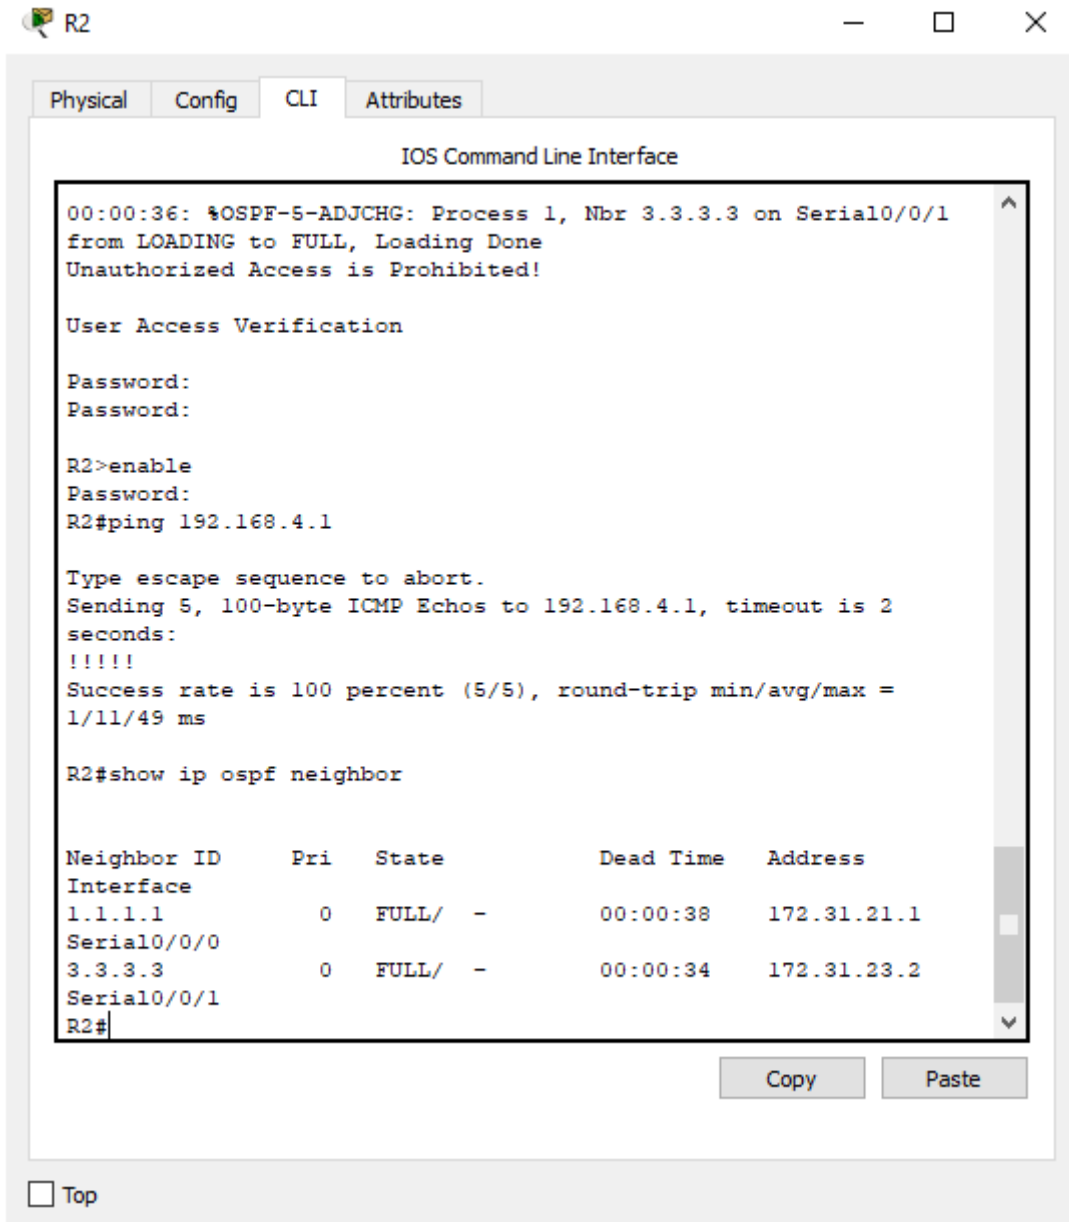 R2
Physical Config CLI Attributes
IOS Command Line Interface
00:00:36: %OSPF-5-ADJCHG: Process 1, Nbr 3.3.3.3 on Serial0/0/1
from LOADING to FULL, Loading Done
Unauthorized Access is Prohibited!
User Access Verification
Password:
Password:
R2>enable
Password:
R2#ping 192.168.4.1
Type escape sequence to abort.
Sending 5, 100-byte ICMP Echos to 192.168.4.1, timeout is 2
seconds:
!!!!!
Success rate is 100 percent (5/5), round-trip min/avg/max =
1/11/49 ms
R2#show ip ospf neighbor
Neighbor ID Pri State Dead Time Address
Interface
1.1.1.1 0 FULL/ - 00:00:38 172.31.21.1
Serial0/0/0
3.3.3.3 0 FULL/ - 00:00:34 172.31.23.2
Serial0/0/1
R2#
Copy Paste
Top